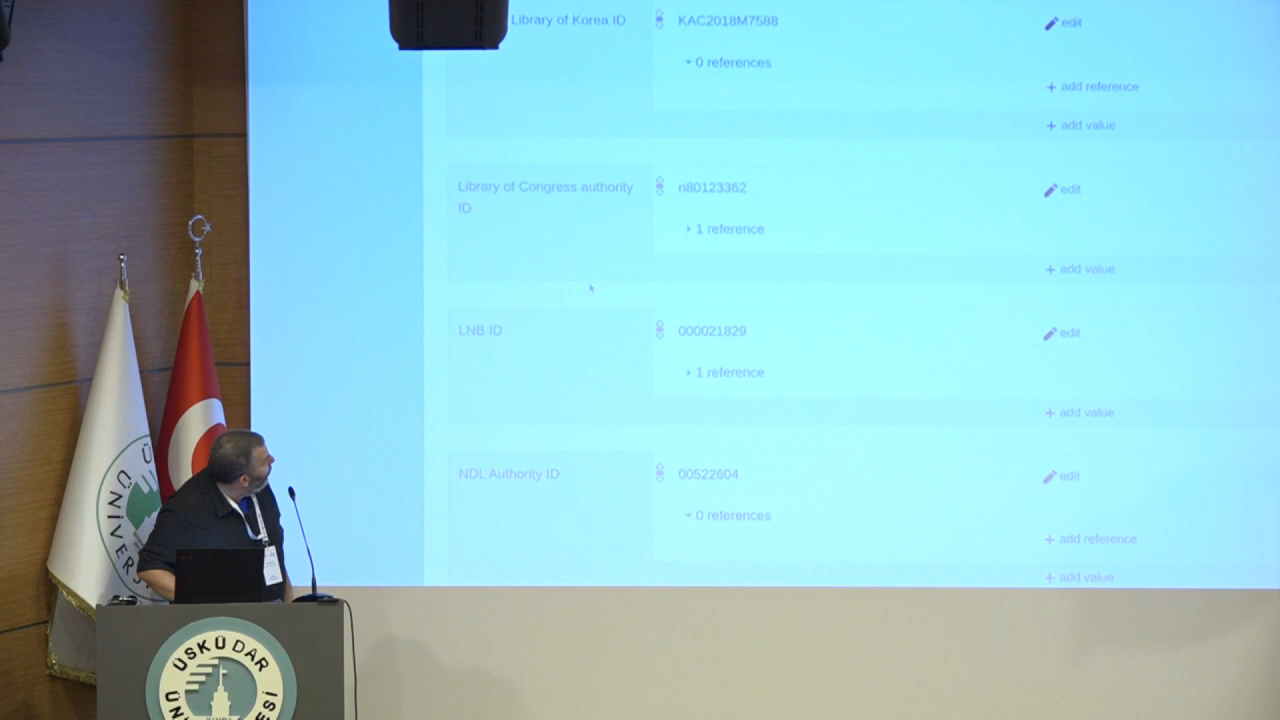 Library of Korea ID
KAC2018M7588
edit
0 references
+ add reference
+ add value
Library of Congress authority
ID
n80123362
edit
1 reference
+ add value
LNB ID
000021829
edit
1 reference
+ add value
NDL Authority ID
00522604
edit
0 references
+ add reference
+ add value
ÜSKÜDAR